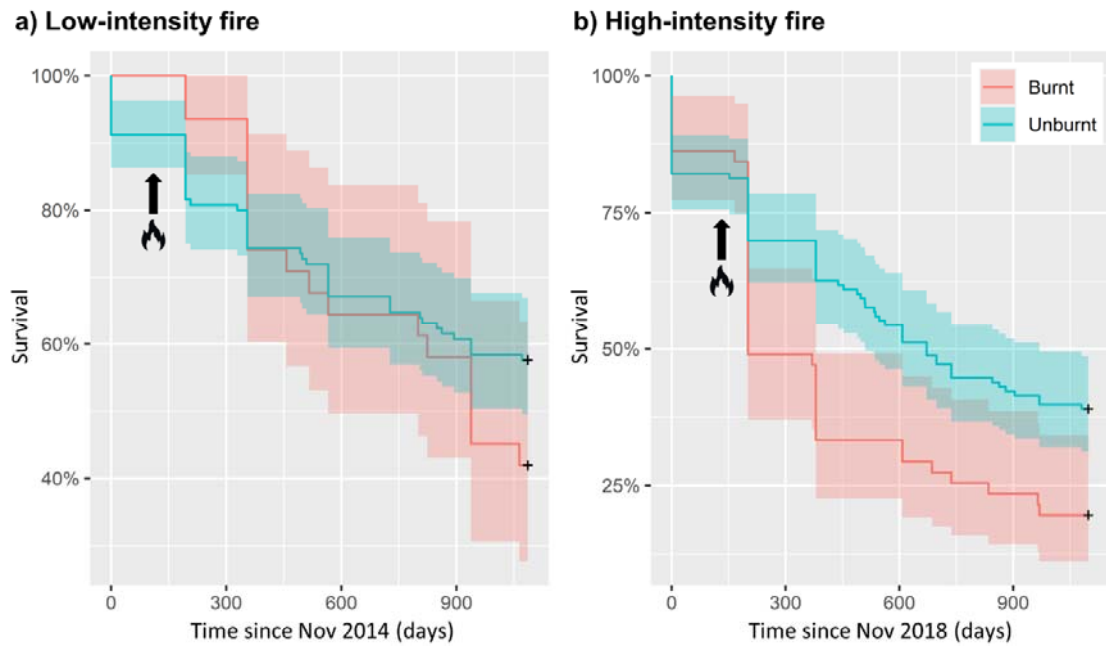 a) Low-intensity fire
100%
80%
60%
40%
Survival
0
300
600
900
Time since Nov 2014 (days)
b) High-intensity fire
Burnt
Unburnt
100%
75%
50%
25%
Survival
0
300
600
900
Time since Nov 2018 (days)